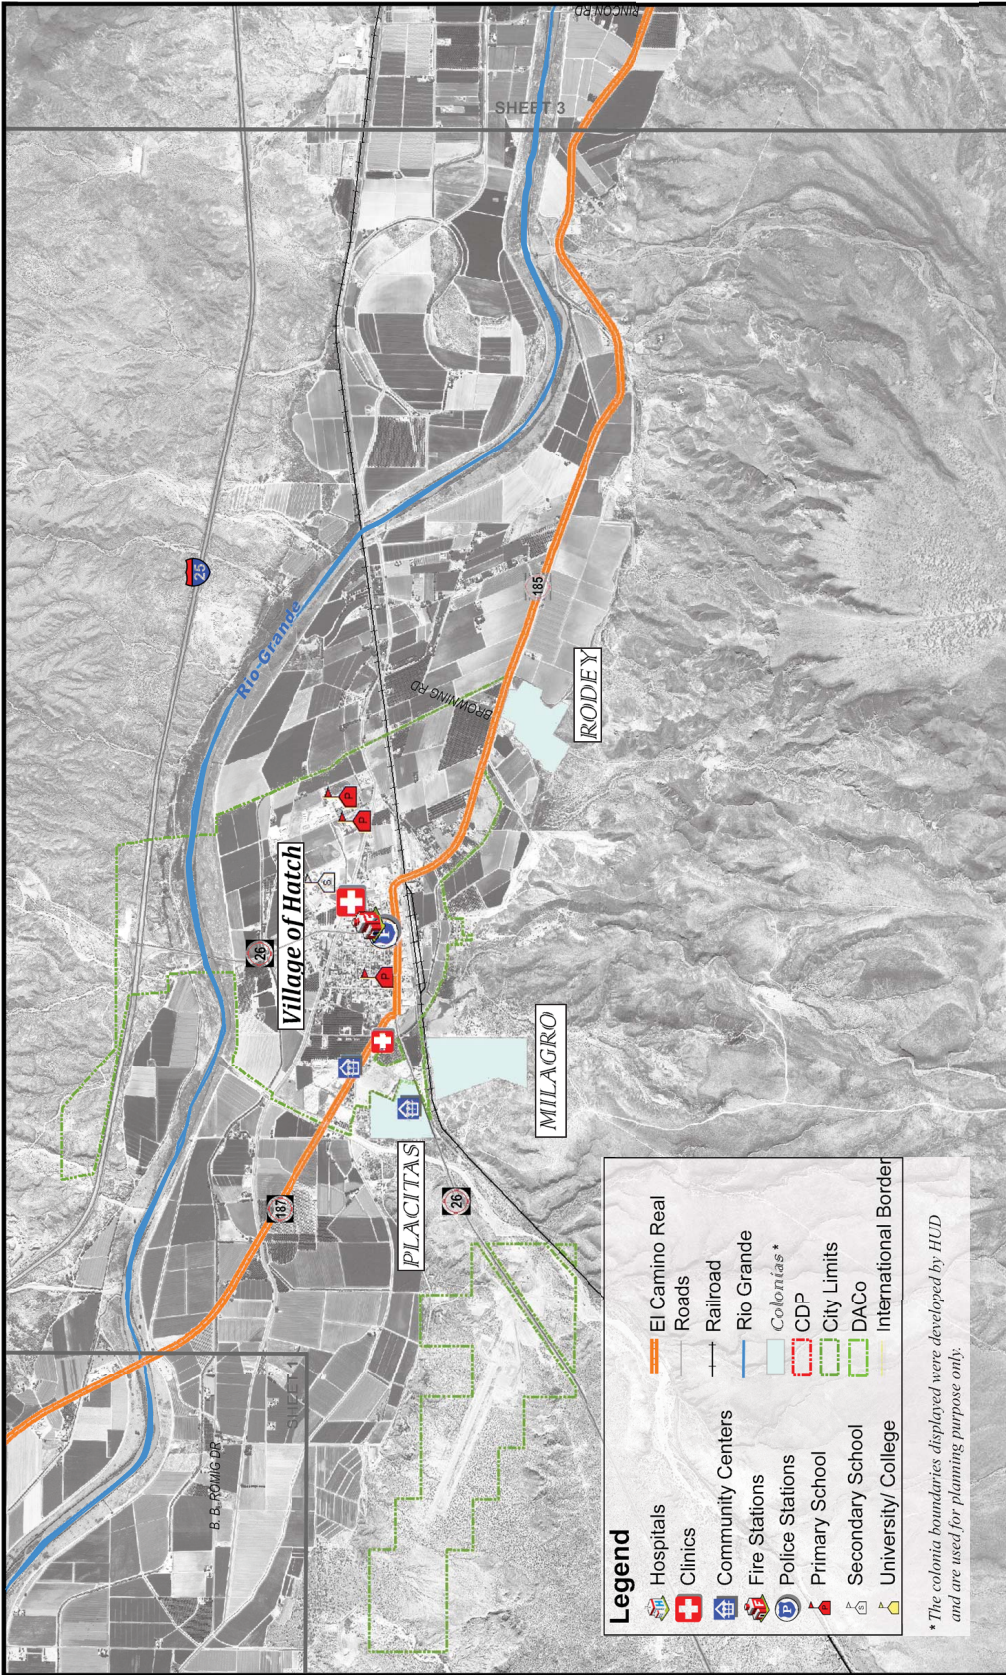 RINCON RD
SHEET 3
25
Rio-Grande
185
BROWNING RD
RODEY
P
P
S
Village of Hatch
26
P
P
MILAGRO
PLACITAS
26
187
SHEET 1
B. B. ROMIG DR
Legend
Hospitals
Clinics
Community Centers
Fire Stations
Police Stations
Primary School
Secondary School
University/ College
El Camino Real
Roads
Railroad
Rio Grande
Colonias *
CDP
City Limits
DACo
International Border
*The colonia boundaries displayed were developed by HUD
and are used for planning purpose only.